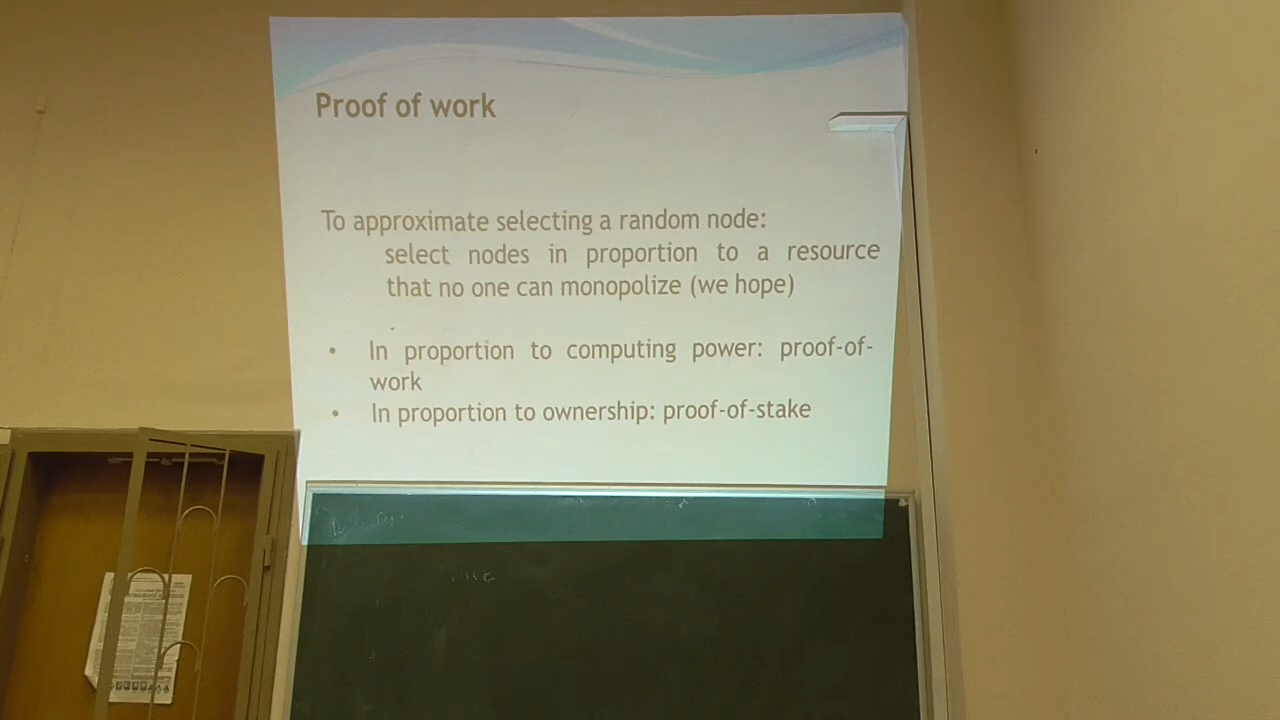 Proof of work
To approximate selecting a random node:
select nodes in proportion to a resource
that no one can monopolize (we hope)
• In proportion to computing power: proof-of-
work
• In proportion to ownership: proof-of-stake